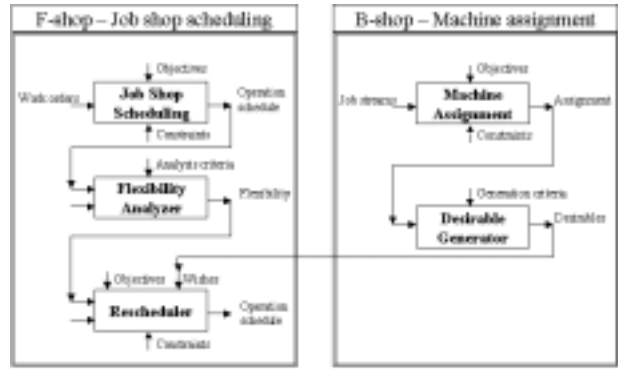 F-shop – Job shop scheduling
Objectives
Work orders
Job Shop
Scheduling
Operation
schedule
Constraints
Analysis criteria
Flexibility
Analyzer
Flexibility
Objectives
Wishes
Rescheduler
Operation
schedule
Constraints
B-shop – Machine assignment
Objectives
Job streams
Machine
Assignment
Assignment
Constraints
Generation criteria
Desirable
Generator
Desirables